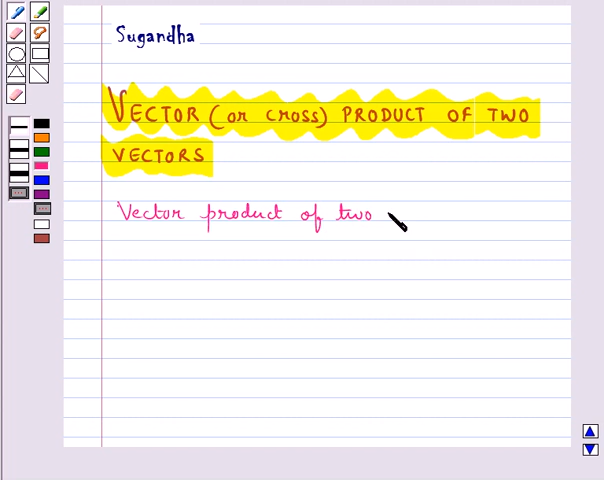 Sugandha
VECTOR (or cross) PRODUCT OF TWO
VECTORS
Vector product of two